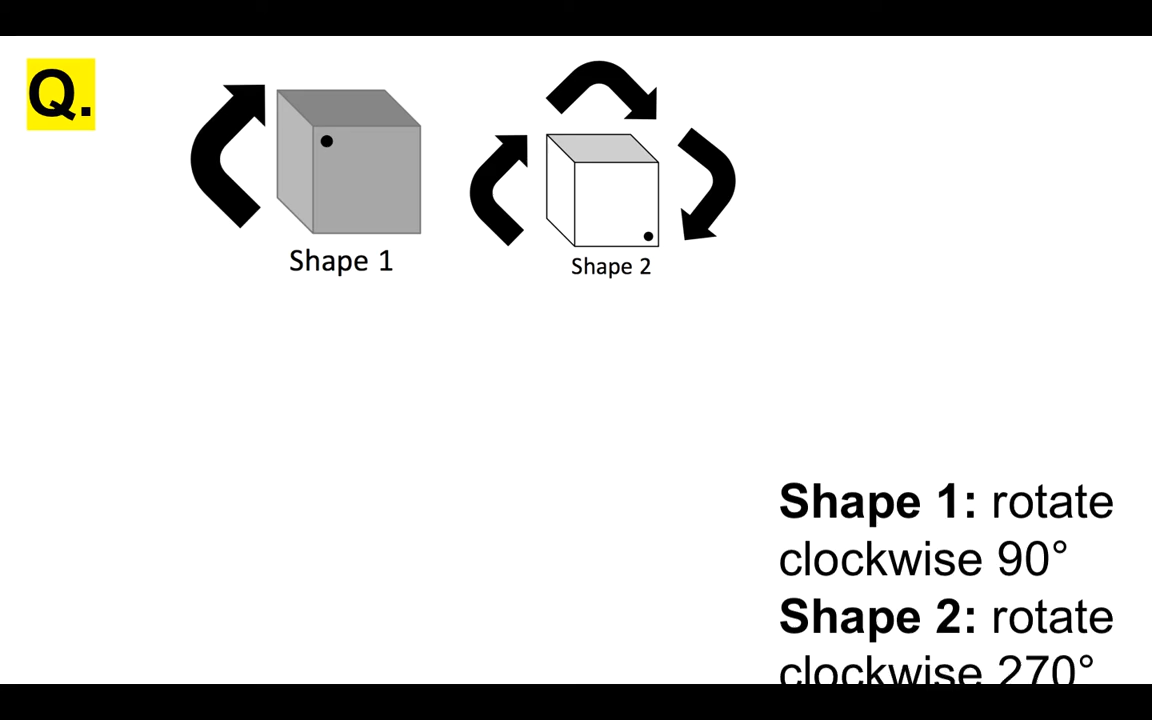 Q.
Shape 1
Shape 2
Shape 1: rotate
clockwise 90°
Shape 2: rotate
clockwise 270°